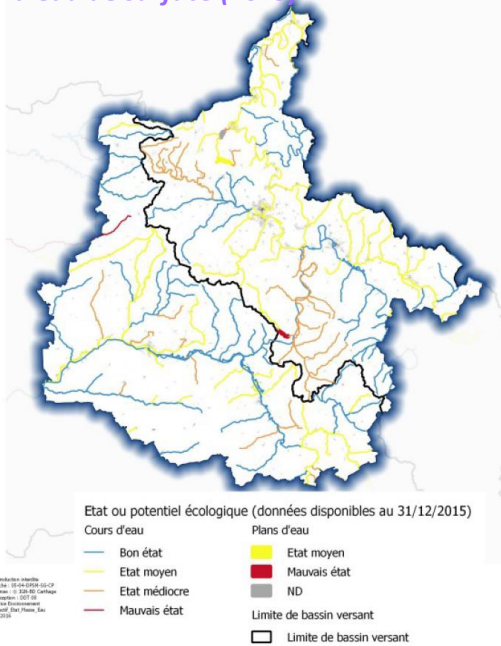 Etat ou potentiel écologique (données disponibles au 31/12/2015)
Cours d'eau
Bon état
Etat moyen
Etat médiocre
Mauvais état
Plans d'eau
Etat moyen
Mauvais état
ND
Limite de bassin versant
Limite de bassin versant